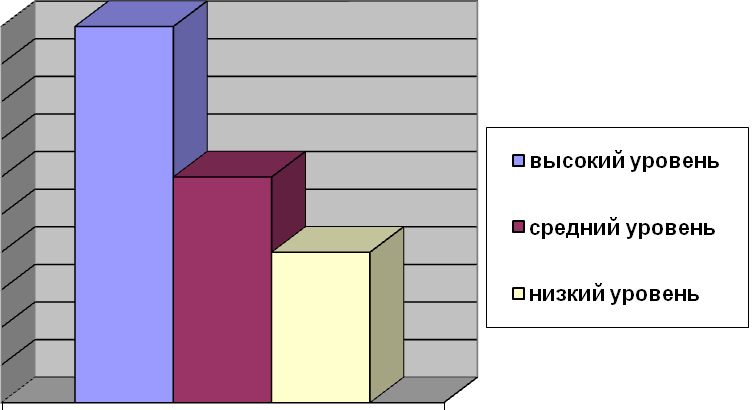 высокий уровень
средний уровень
низкий уровень